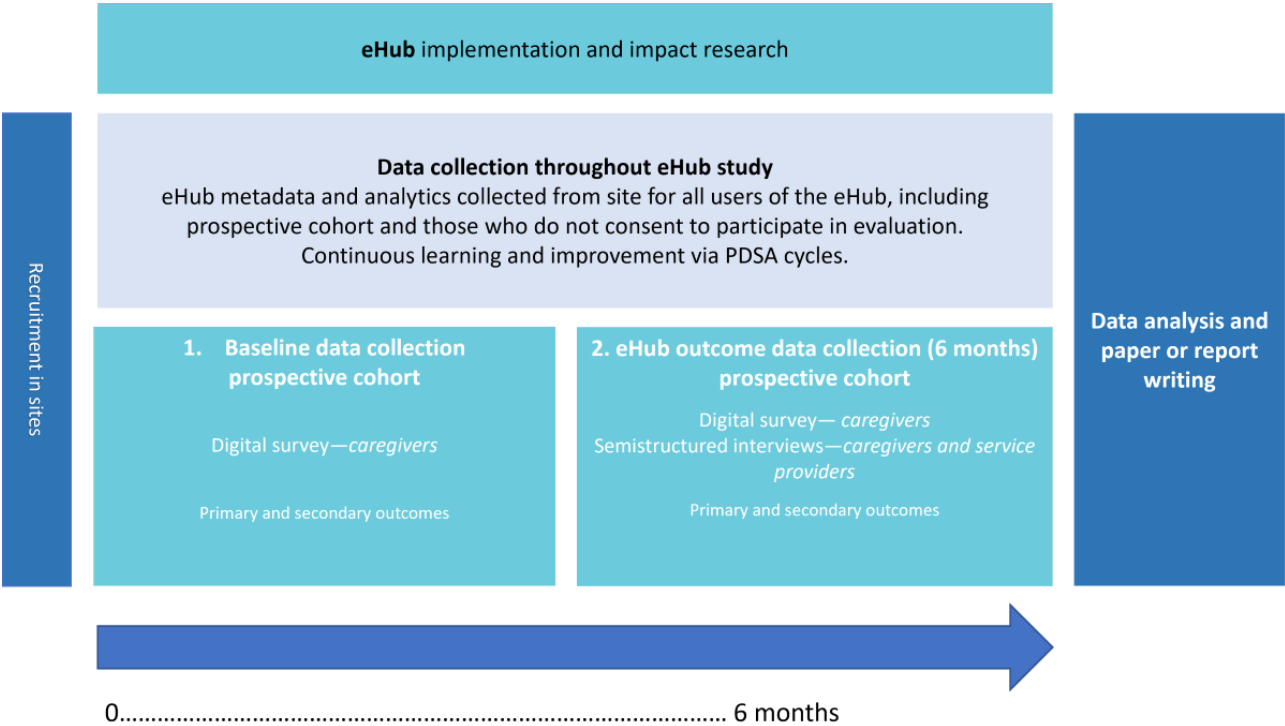 eHub implementation and impact research
Recruitment in sites
Data collection throughout eHub study
eHub metadata and analytics collected from site for all users of the eHub, including
prospective cohort and those who do not consent to participate in evaluation.
Continuous learning and improvement via PDSA cycles.
1. Baseline data collection
prospective cohort
Digital survey—caregivers
Primary and secondary outcomes
2. eHub outcome data collection (6 months)
prospective cohort
Digital survey— caregivers
Semistructured interviews—caregivers and service
providers
Primary and secondary outcomes
Data analysis and
paper or report
writing
0……………………………………………………………………………… 6 months